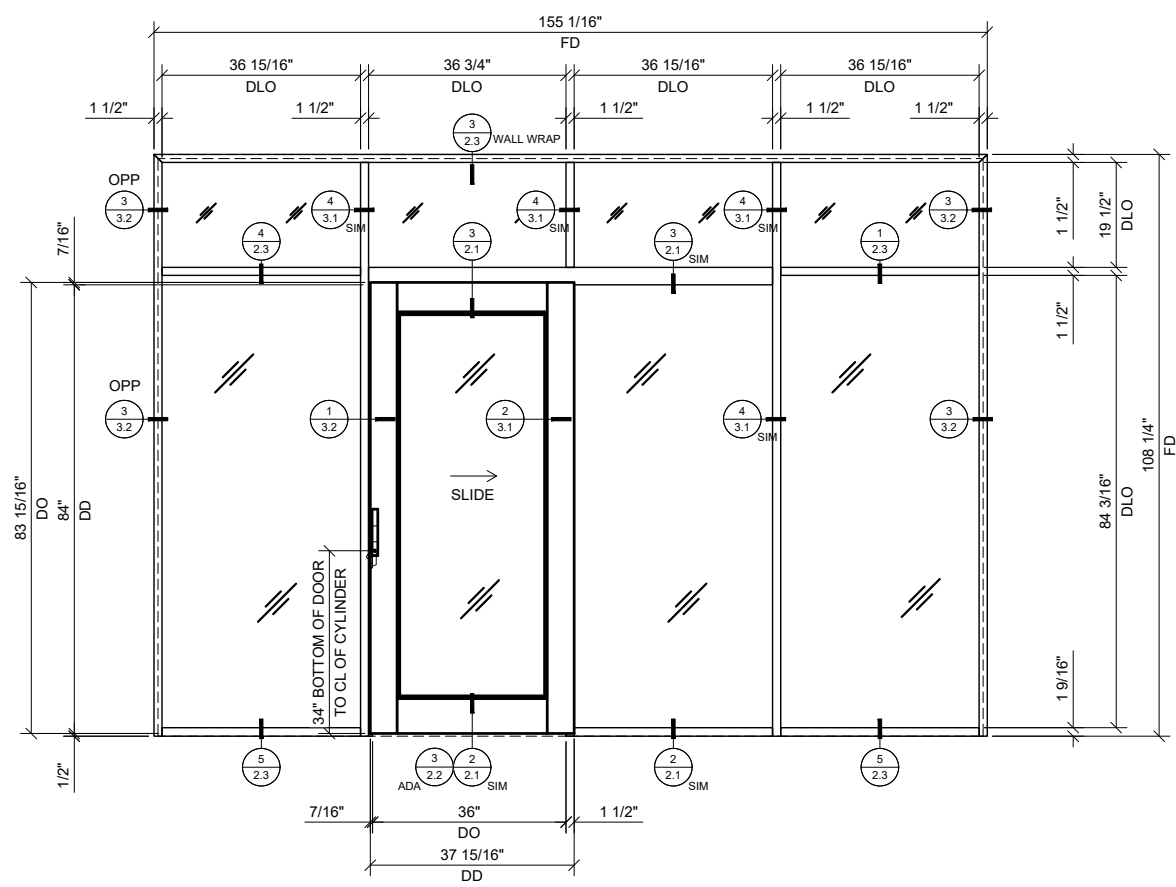 155 1/16"
FD
36 15/16"
DLO
36 3/4"
DLO
36 15/16"
DLO
36 15/16"
DLO
1 1/2"
1 1/2"
1 1/2"
1 1/2"
1 1/2"
3
2.3
WALL WRAP
OPP
3
3.2
4
3.1
SIM
4
3.1
SIM
4
3.1
SIM
3
3.2
4
2.3
3
2.1
3
2.1
SIM
1
2.3
7/16"
1 1/2"
19 1/2"
DLO
1 1/2"
OPP
3
3.2
1
3.2
2
3.1
4
3.1
SIM
3
3.2
SLIDE
83 15/16"
DO
84"
DD
34" BOTTOM OF DOOR
TO CL OF CYLINDER
84 3/16"
DLO
108 1/4"
FD
1 9/16"
1/2"
5
2.3
3
2.2
ADA
2
2.1
SIM
2
2.1
SIM
5
2.3
7/16"
36"
DO
1 1/2"
37 15/16"
DD